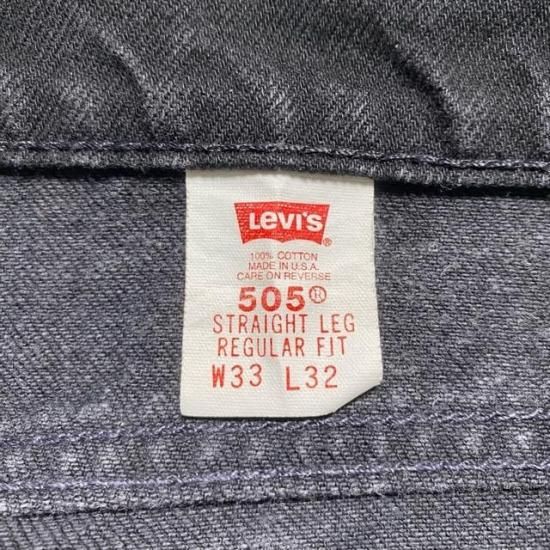 Levi's®
100% COTTON
MADE IN U.S.A.
CARE ON REVERSE
505®
STRAIGHT LEG
REGULAR FIT
W33 L32